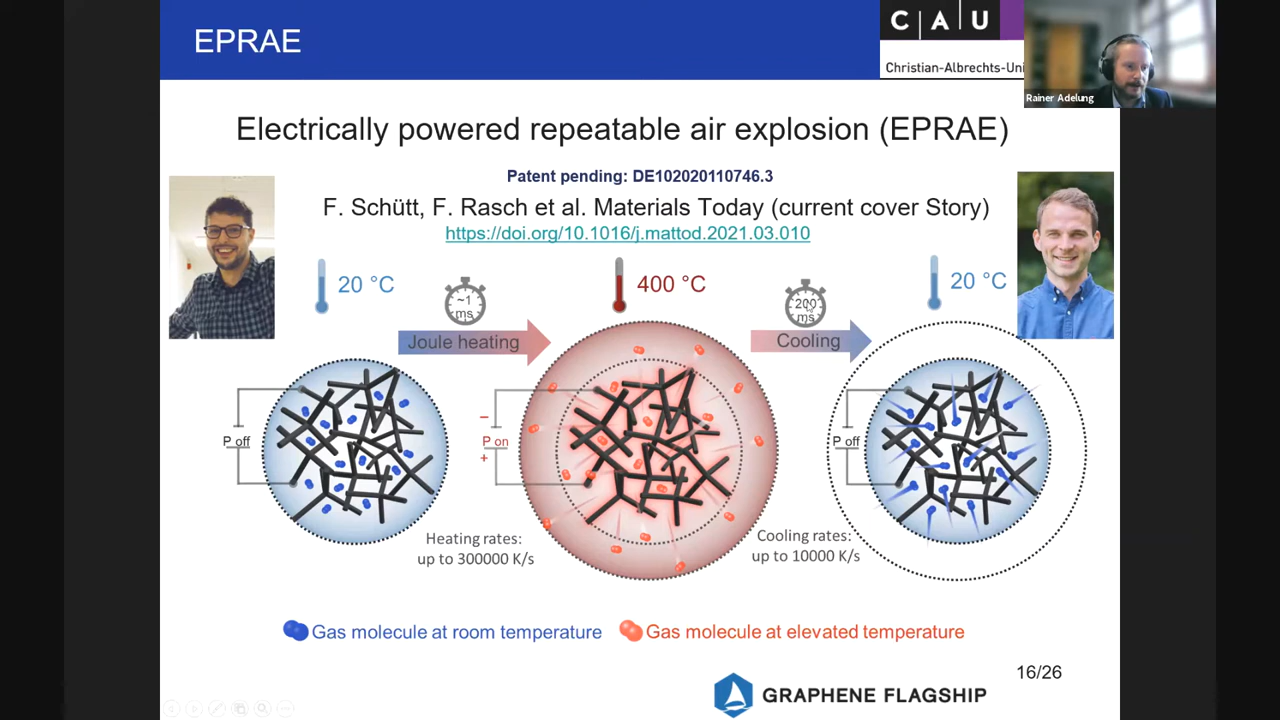 EPRAE
C A U
Christian-Albrechts-Uni
Rainer Adelung
Electrically powered repeatable air explosion (EPRAE)
Patent pending: DE102020110746.3
F. Schütt, F. Rasch et al. Materials Today (current cover Story)
https://doi.org/10.1016/j.mattod.2021.03.010
20 °C
~1 ms
400 °C
200 ms
20 °C
Joule heating
Cooling
P off
−
P on
+
P off
Heating rates:
up to 300000 K/s
Cooling rates:
up to 10000 K/s
Gas molecule at room temperature
Gas molecule at elevated temperature
16/26
GRAPHENE FLAGSHIP